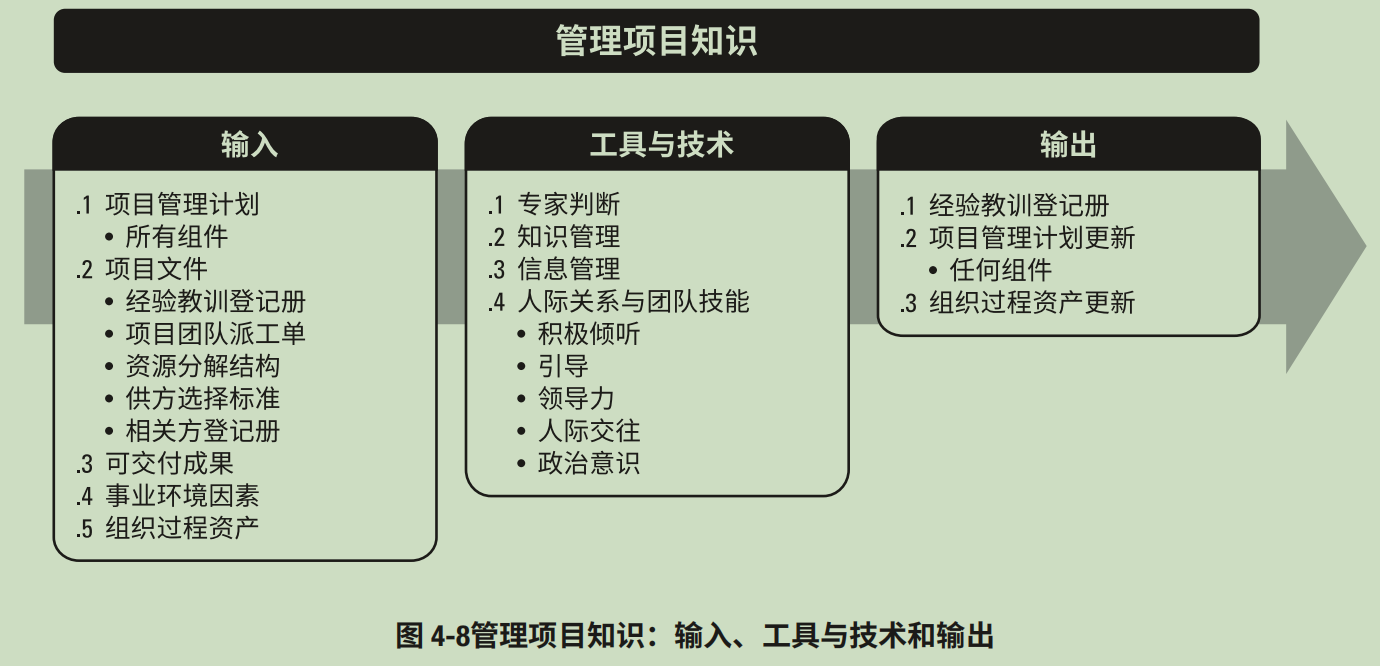 管理项目知识
输入
.1 项目管理计划
• 所有组件
.2 项目文件
• 经验教训登记册
• 项目团队派工单
• 资源分解结构
• 供方选择标准
• 相关方登记册
.3 可交付成果
.4 事业环境因素
.5 组织过程资产
工具与技术
.1 专家判断
.2 知识管理
.3 信息管理
.4 人际关系与团队技能
• 积极倾听
• 引导
• 领导力
• 人际交往
• 政治意识
输出
.1 经验教训登记册
.2 项目管理计划更新
• 任何组件
.3 组织过程资产更新
图 4-8管理项目知识：输入、工具与技术和输出